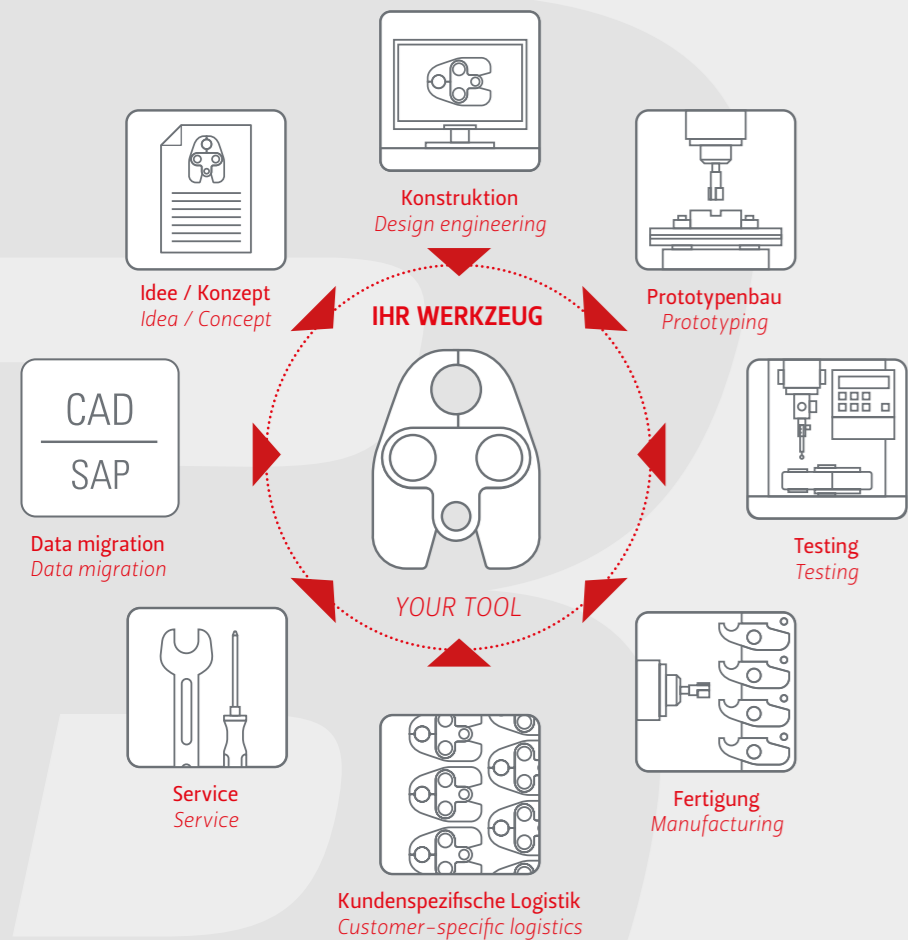 Konstruktion
Design engineering
Idee / Konzept
Idea / Concept
IHR WERKZEUG
Prototypenbau
Prototyping
CAD
SAP
Data migration
Data migration
Testing
Testing
YOUR TOOL
Service
Service
Fertigung
Manufacturing
Kundenspezifische Logistik
Customer-specific logistics